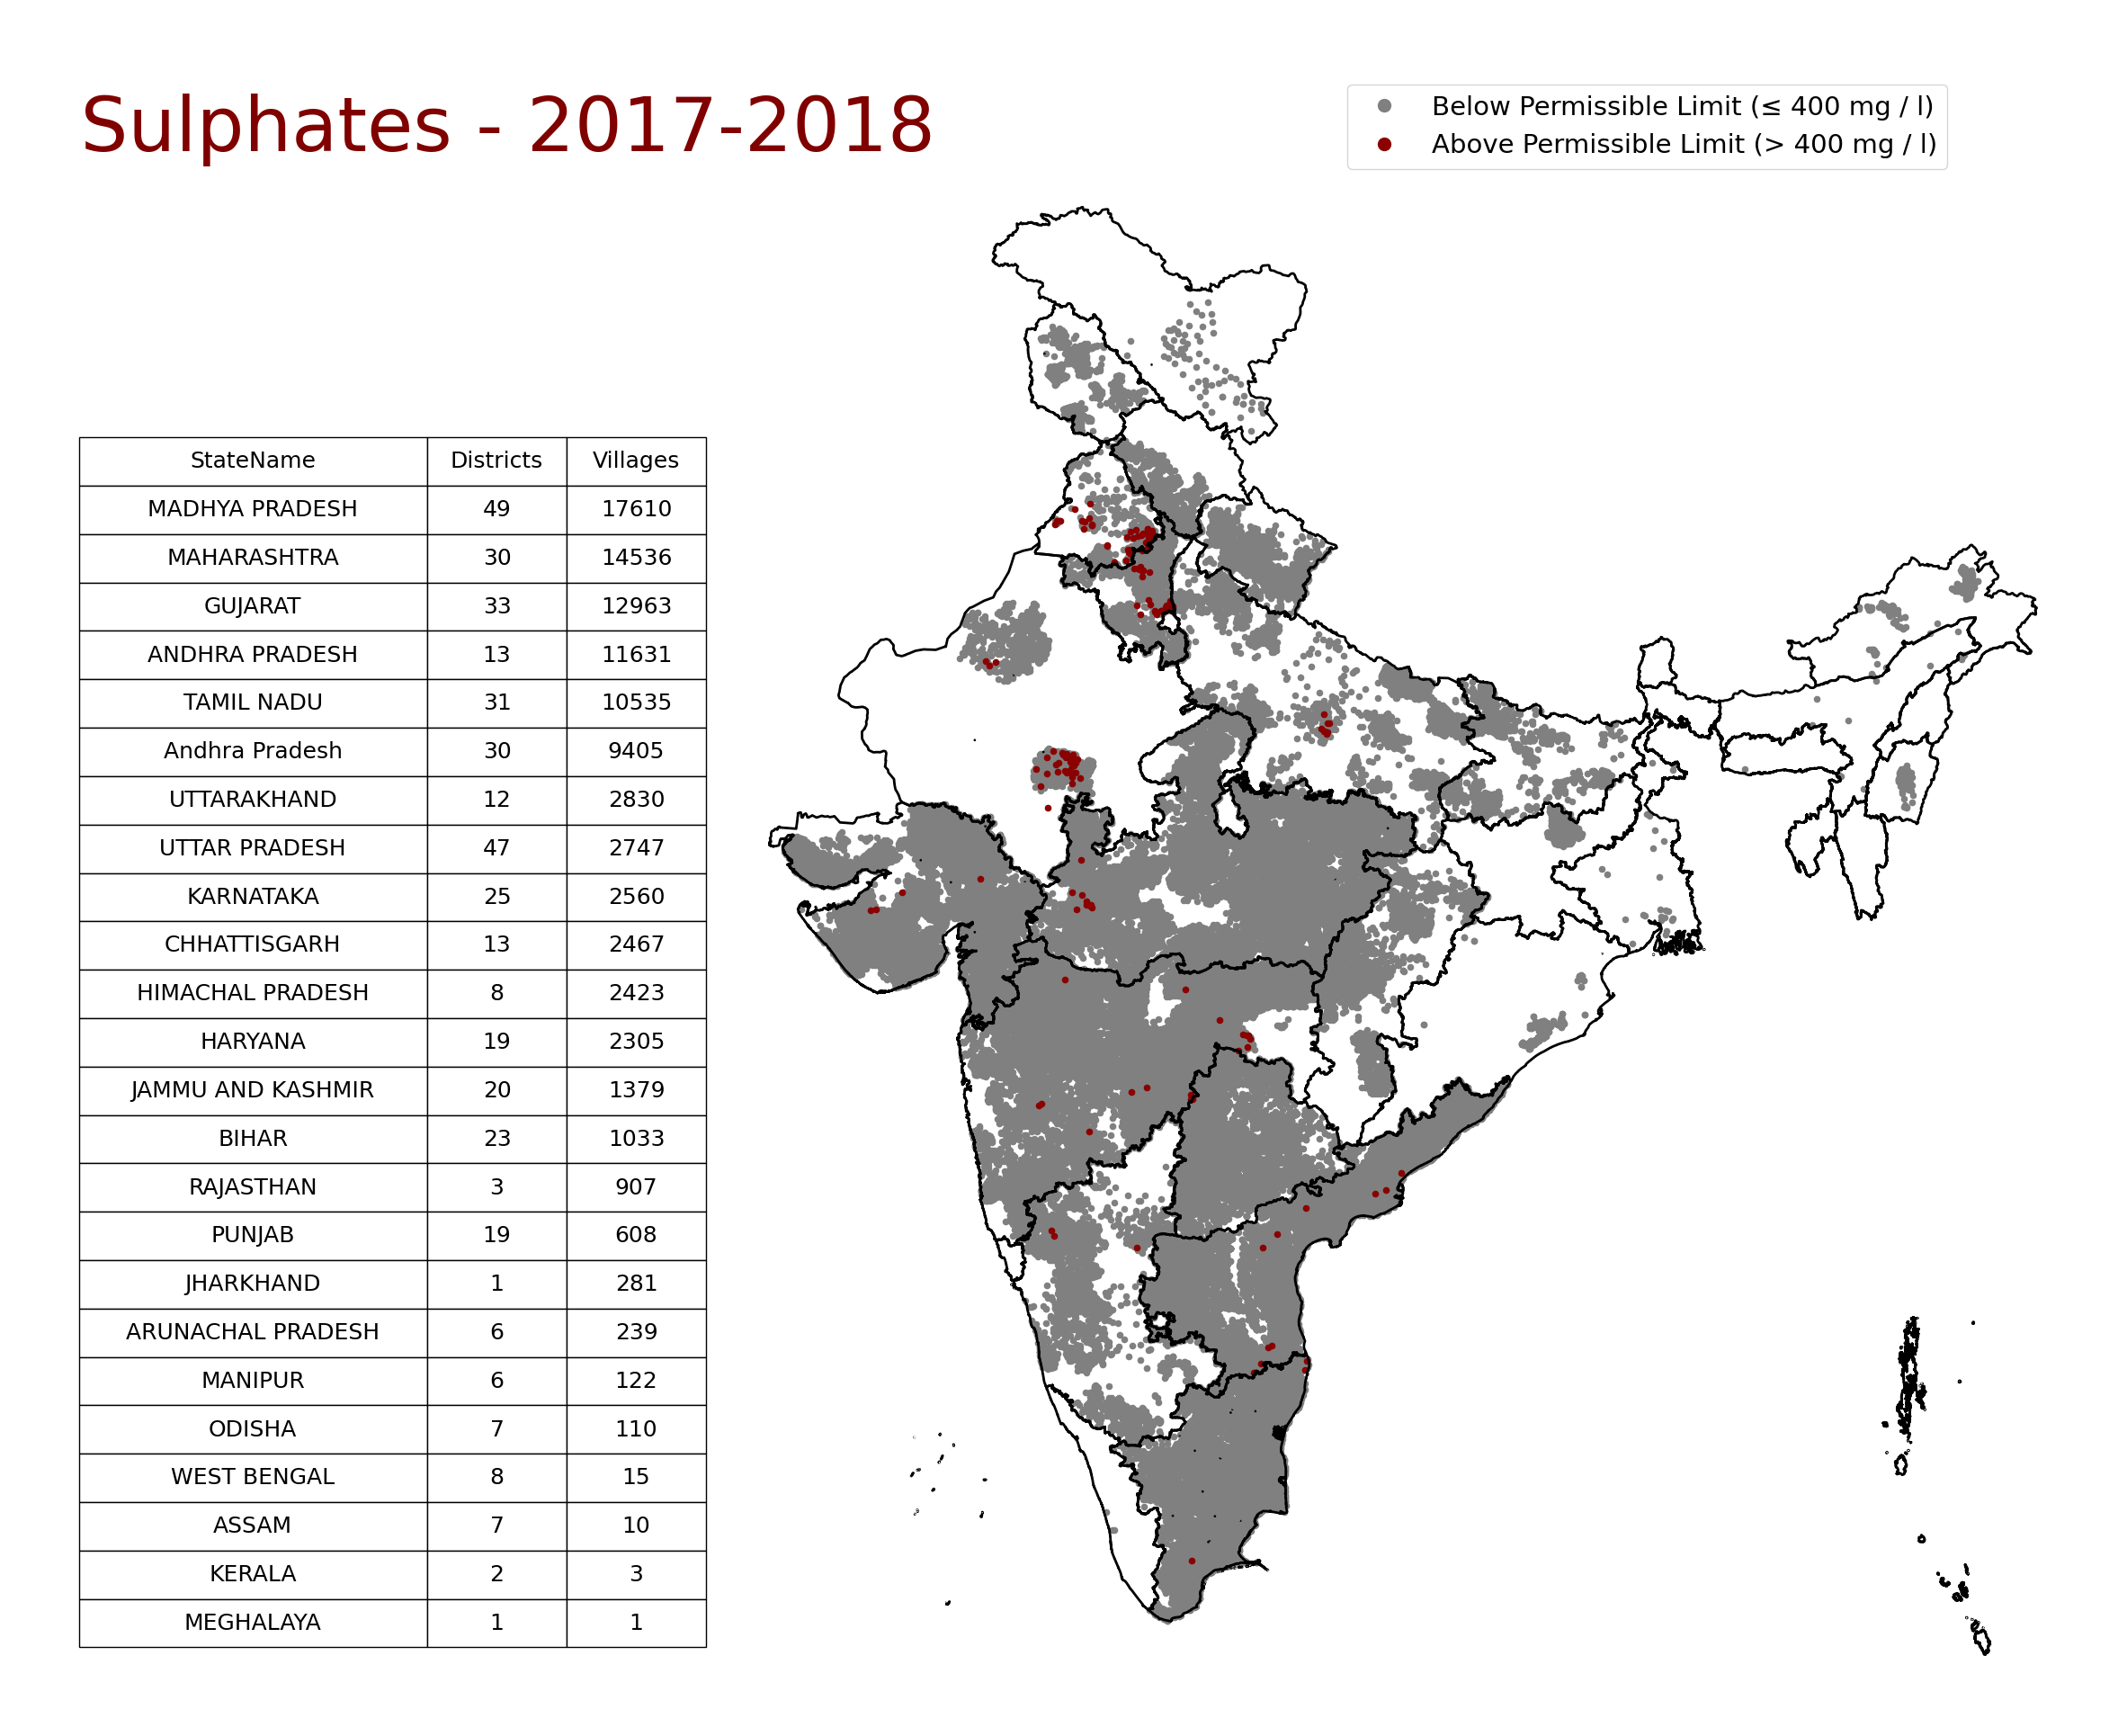 Sulphates - 2017-2018
Below Permissible Limit (≤ 400 mg / l)
Above Permissible Limit (> 400 mg / l)
StateName Districts Villages
MADHYA PRADESH 49 17610
MAHARASHTRA 30 14536
GUJARAT 33 12963
ANDHRA PRADESH 13 11631
TAMIL NADU 31 10535
Andhra Pradesh 30 9405
UTTARAKHAND 12 2830
UTTAR PRADESH 47 2747
KARNATAKA 25 2560
CHHATTISGARH 13 2467
HIMACHAL PRADESH 8 2423
HARYANA 19 2305
JAMMU AND KASHMIR 20 1379
BIHAR 23 1033
RAJASTHAN 3 907
PUNJAB 19 608
JHARKHAND 1 281
ARUNACHAL PRADESH 6 239
MANIPUR 6 122
ODISHA 7 110
WEST BENGAL 8 15
ASSAM 7 10
KERALA 2 3
MEGHALAYA 1 1